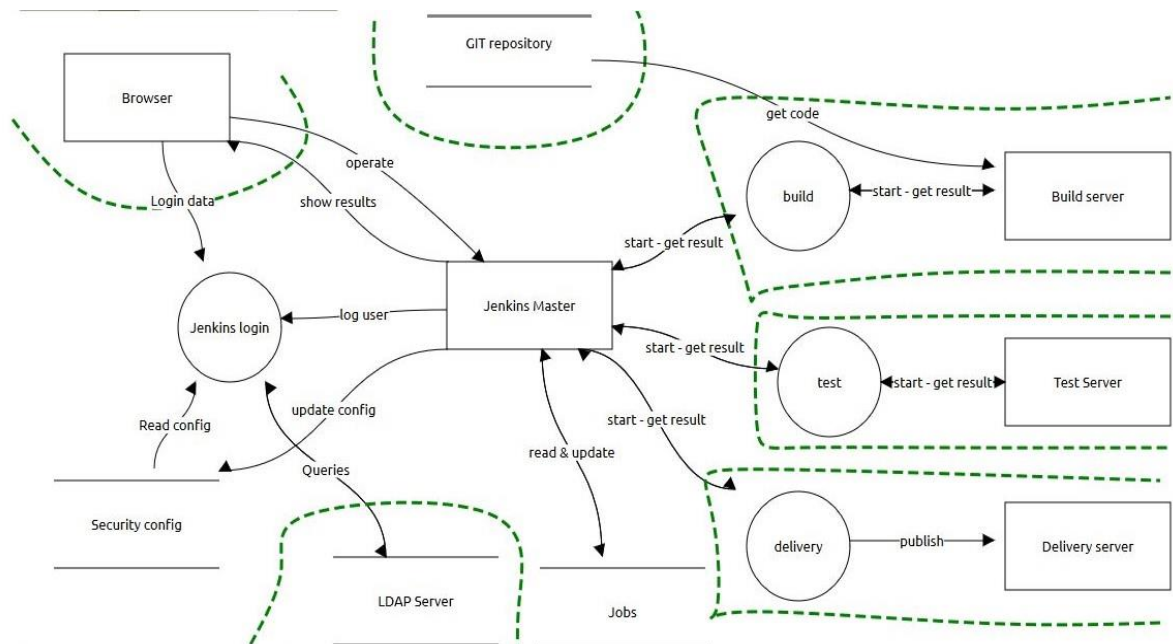 GIT repository
Browser
get code
operate
Login data
show results
build
start - get result
Build server
start - get result
Jenkins Master
Jenkins login
log user
start - get result
test
start - get result
Test Server
update config
start - get result
Read config
read & update
Queries
Security config
delivery
publish
Delivery server
LDAP Server
Jobs